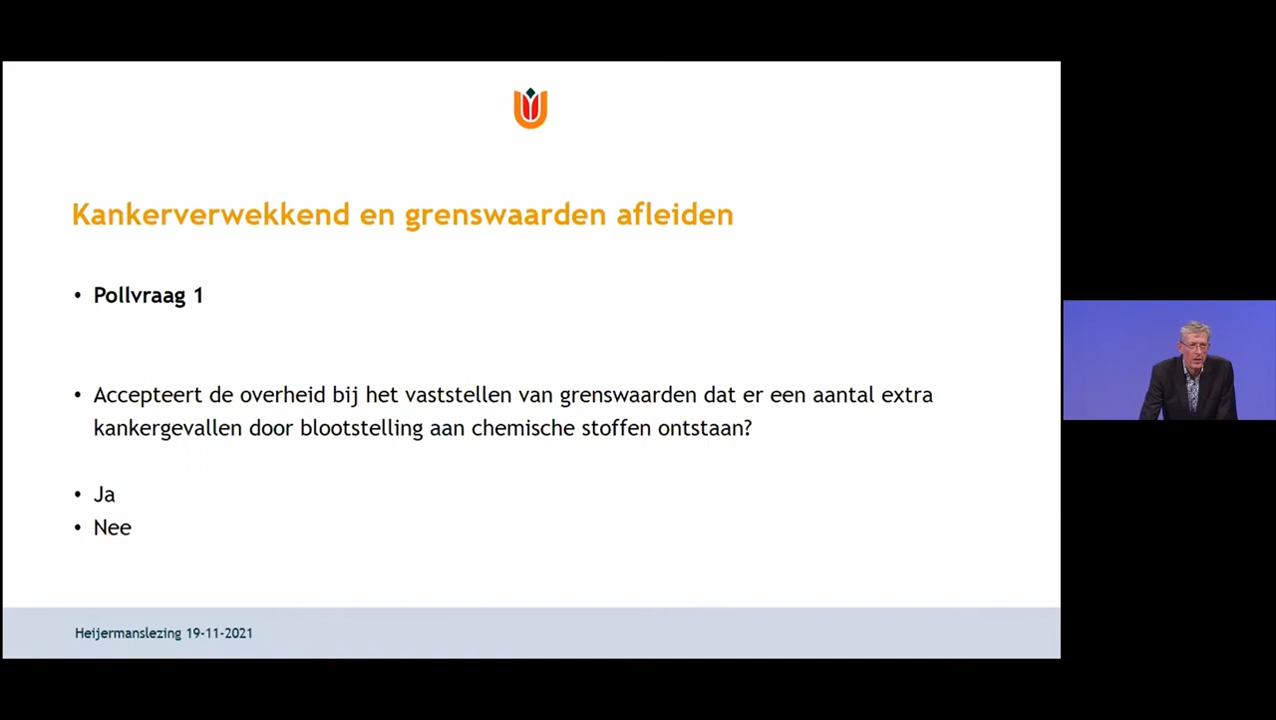 Kankerverwekkend en grenswaarden afleiden
• Pollvraag 1
• Accepteert de overheid bij het vaststellen van grenswaarden dat er een aantal extra
kankergevallen door blootstelling aan chemische stoffen ontstaan?
• Ja
• Nee
Heijermanslezing 19-11-2021